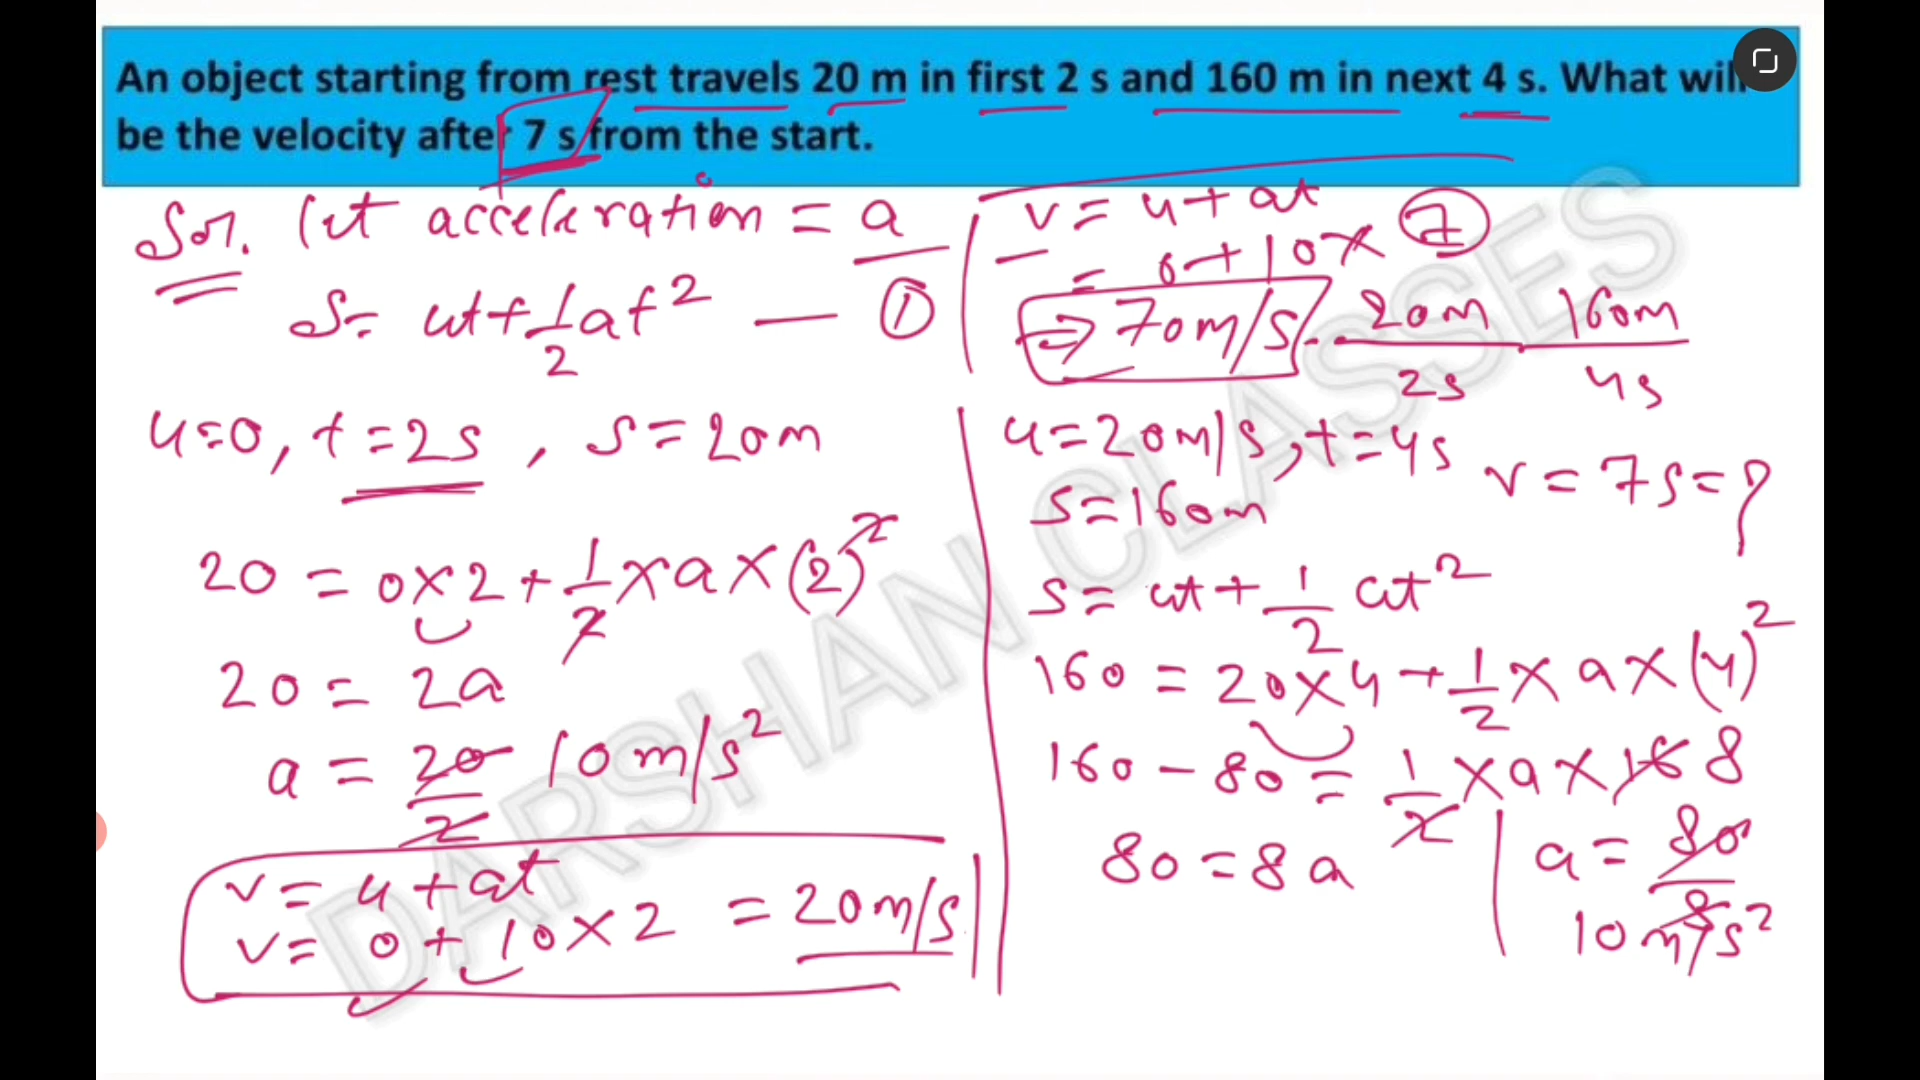 An object starting from rest travels 20 m in first 2 s and 160 m in next 4 s. What will
be the velocity after 7 s from the start.
Sol. let acceleration = a
S = ut + 1/2 at² — ①
u=0, t=2s, s=20m
20 = 0×2 + 1/2 × a × (2)²
20 = 2a
a = 20/2 10 m/s²
v = u + at
v = 0 + 10×2 = 20 m/s
v = u + at
= 0 + 10 × 7
⇒ 70 m/s
20m 160m
2s 4s
u=20m/s, t=4s
s=160m
v = 7s = ?
s = ut + 1/2 at²
160 = 20×4 + 1/2 × a × (4)²
160 - 80 = 1/2 × a × 16 8
80 = 8a
a = 80/8
10 m/s²
DARSHAN CLASSES